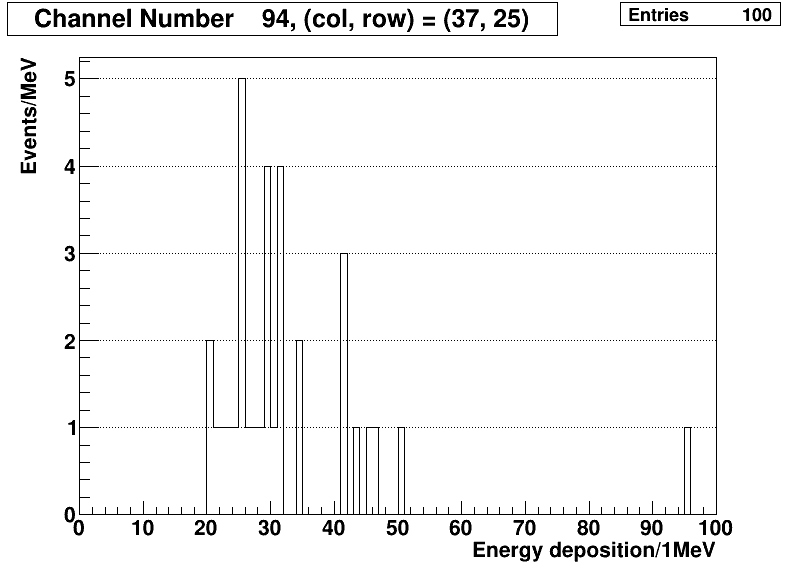 Channel Number 94, (col, row) = (37, 25)
Entries 100
Events/MeV
5
4
3
2
1
0
0 10 20 30 40 50 60 70 80 90 100
Energy deposition/1MeV